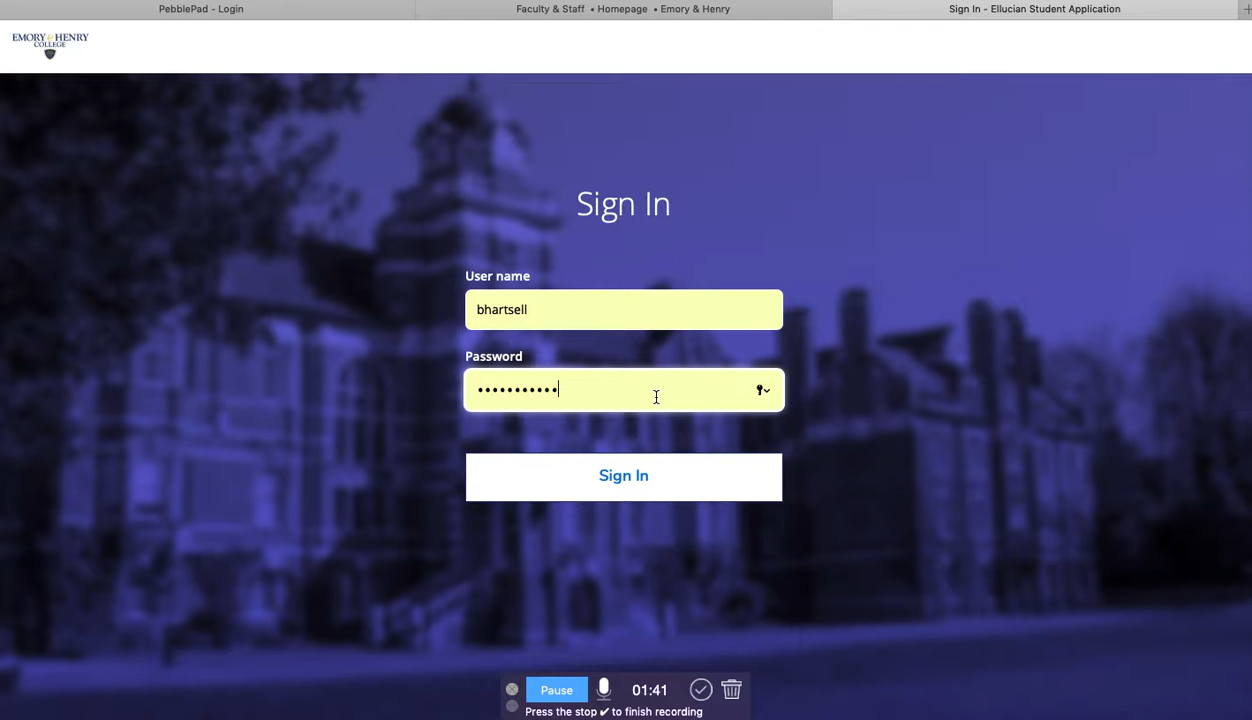 PebblePad - Login
Faculty & Staff • Homepage • Emory & Henry
Sign In - Ellucian Student Application
EMORY & HENRY
COLLEGE
Sign In
User name
bhartsell
Password
•••••••••••
Sign In
Pause
01:41
Press the stop ✔ to finish recording